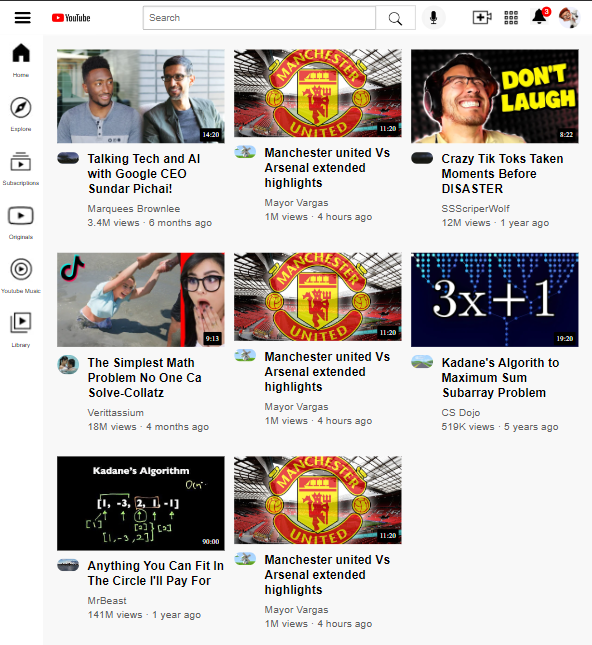 YouTube
Search
3
Home
Explore
Subscriptions
Originals
Youtube Music
Library
14:20
Talking Tech and AI
with Google CEO
Sundar Pichai!
Marquees Brownlee
3.4M views · 6 months ago
MANCHESTER
UNITED
11:20
Manchester united Vs
Arsenal extended
highlights
Mayor Vargas
1M views · 4 hours ago
DON'T
LAUGH
8:22
Crazy Tik Toks Taken
Moments Before
DISASTER
SSScriperWolf
12M views · 1 year ago
9:13
The Simplest Math
Problem No One Ca
Solve-Collatz
Verittassium
18M views · 4 months ago
MANCHESTER
UNITED
11:20
Manchester united Vs
Arsenal extended
highlights
Mayor Vargas
1M views · 4 hours ago
3x+1
19:20
Kadane's Algorith to
Maximum Sum
Subarray Problem
CS Dojo
519K views · 5 years ago
Kadane's Algorithm
[1, -3, 2, 1, -1]
[1] [2] [2]
[1, -3, 2]
90:00
Anything You Can Fit In
The Circle I'll Pay For
MrBeast
141M views · 1 year ago
MANCHESTER
UNITED
11:20
Manchester united Vs
Arsenal extended
highlights
Mayor Vargas
1M views · 4 hours ago